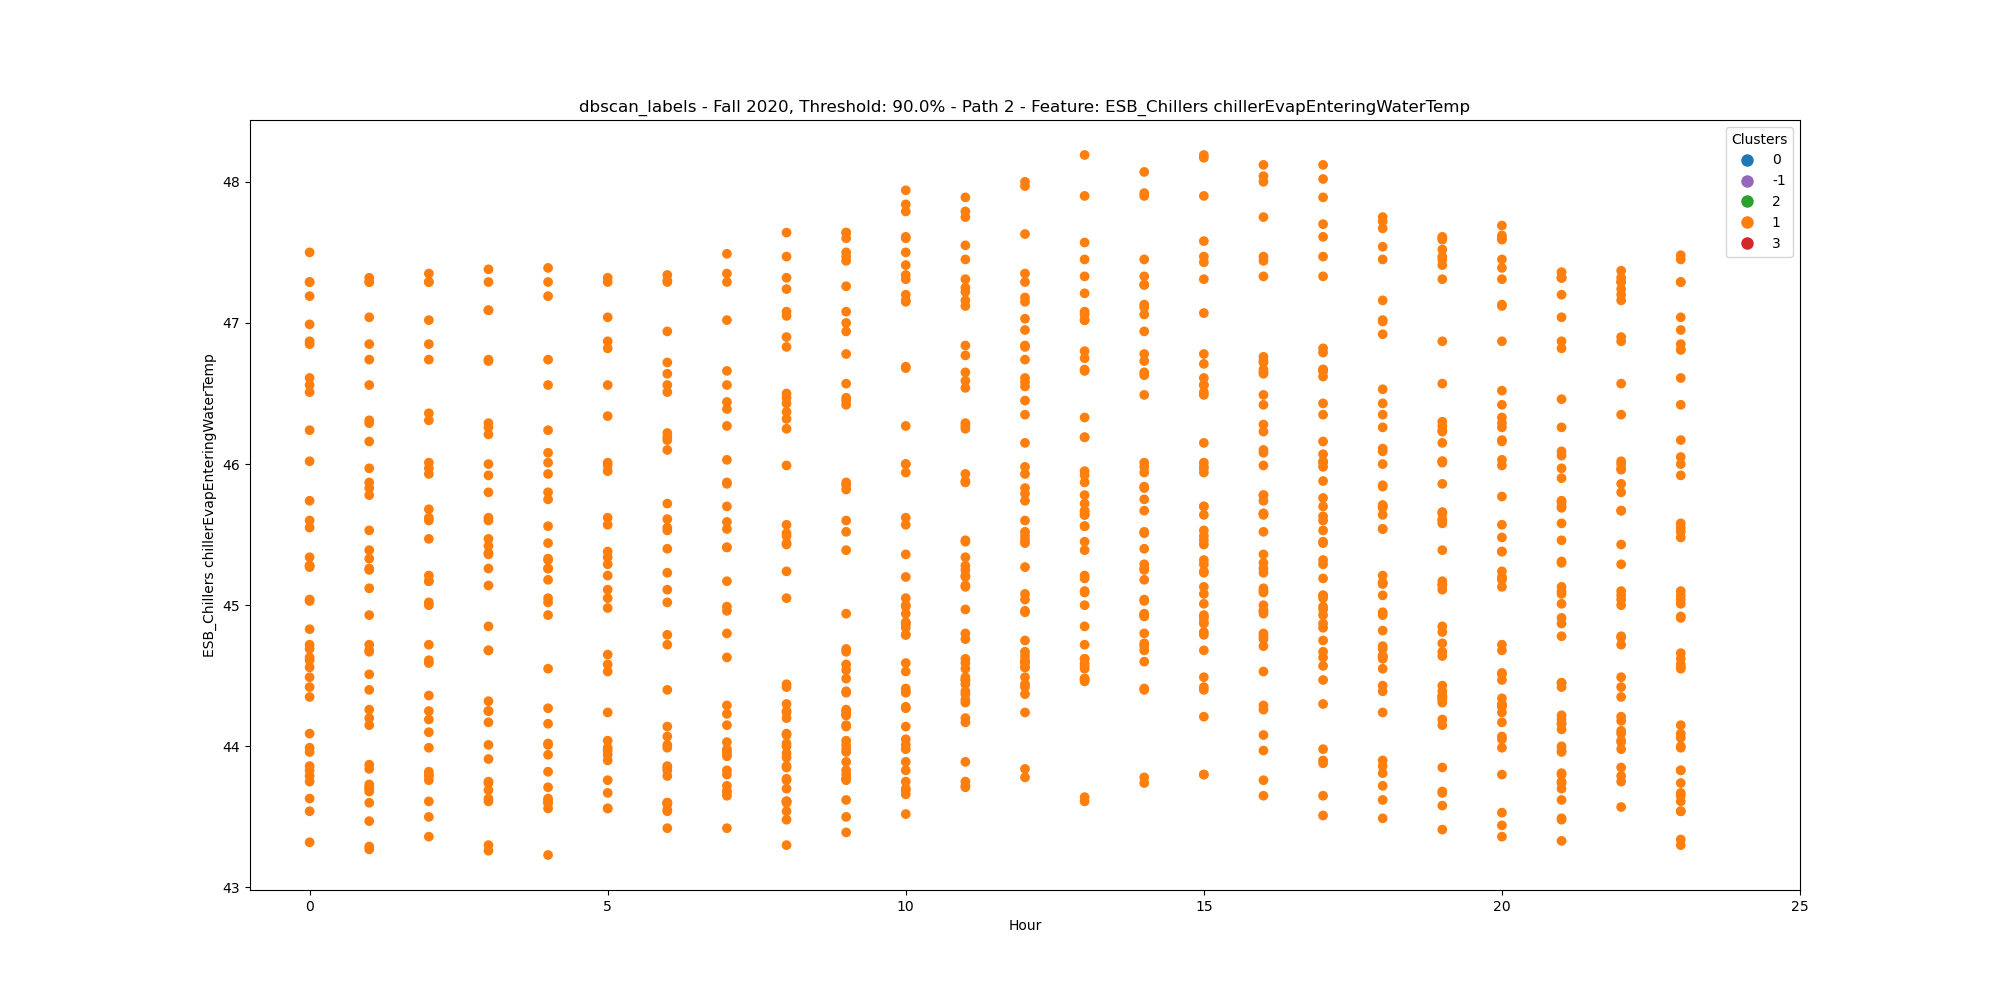 dbscan_labels - Fall 2020, Threshold: 90.0% - Path 2 - Feature: ESB_Chillers chillerEvapEnteringWaterTemp
Clusters
0
-1
2
1
3
ESB_Chillers chillerEvapEnteringWaterTemp
48
47
46
45
44
43
0 5 10 15 20 25
Hour